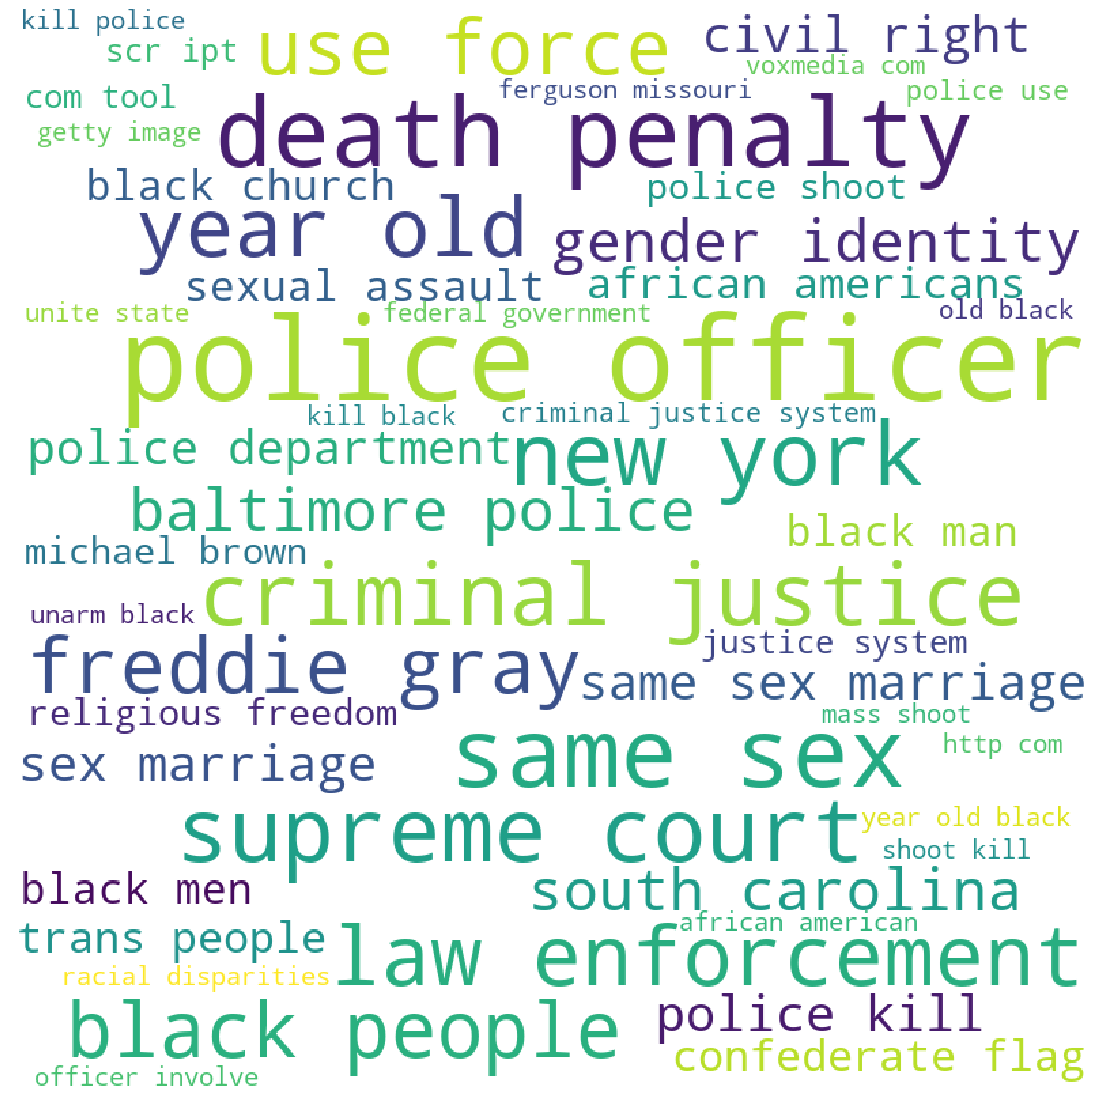 kill police
scr ipt
use force
civil right
voxmedia com
com tool
ferguson missouri
police use
getty image
death penalty
black church
police shoot
year old
gender identity
sexual assault
african americans
unite state
federal government
old black
police officer
kill black
criminal justice system
police department
new york
baltimore police
black man
michael brown
criminal justice
unarm black
freddie gray
justice system
same sex marriage
religious freedom
mass shoot
same sex
http com
sex marriage
supreme court
year old black
shoot kill
black men
south carolina
african american
trans people
law enforcement
racial disparities
black people
police kill
confederate flag
officer involve